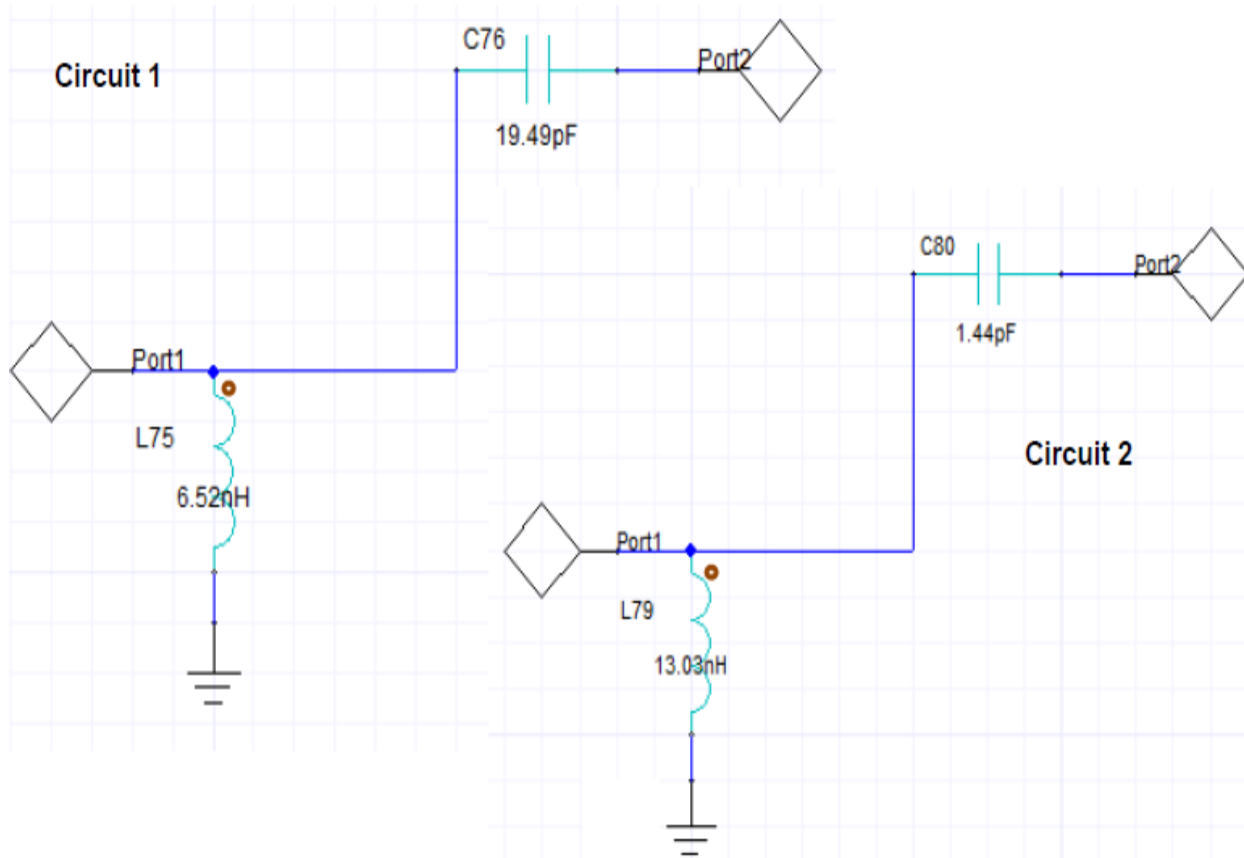 Circuit 1
C76
Port2
19.49pF
Port1
L75
6.52nH
C80
Port2
1.44pF
Circuit 2
Port1
L79
13.03nH